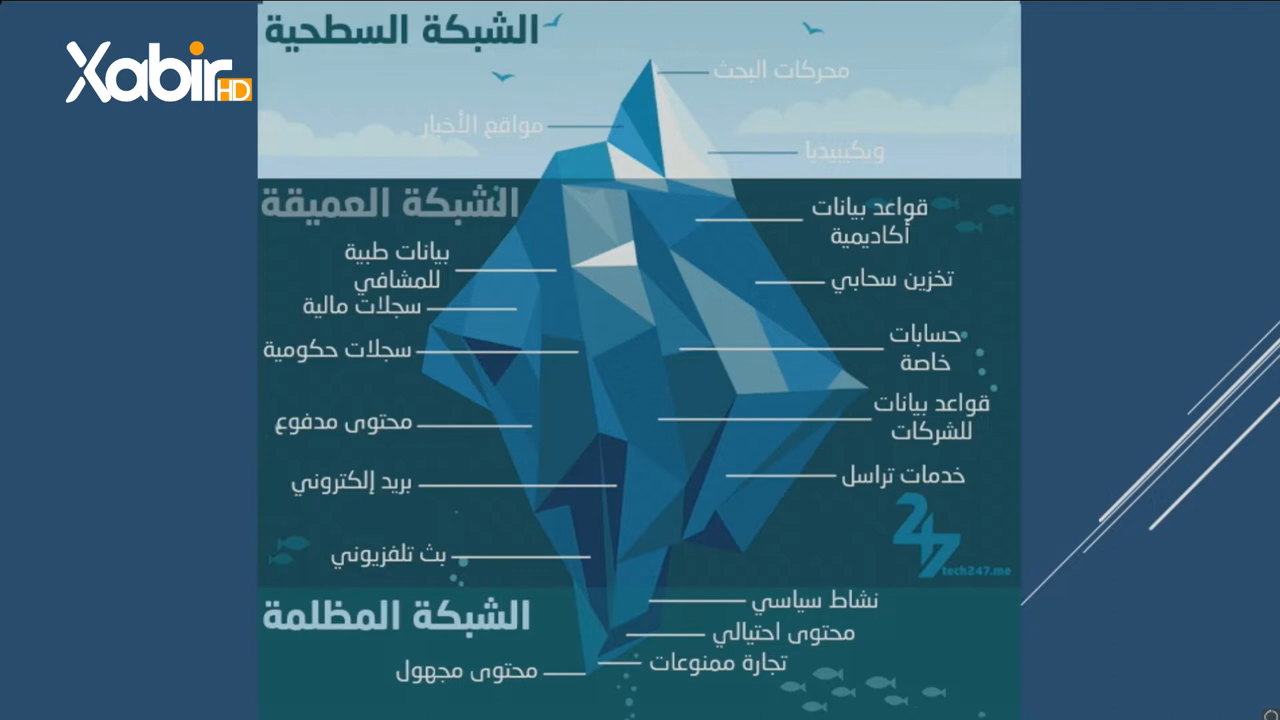 Xabir HD
الشبكة السطحية
محركات البحث
مواقع الأخبار
ويكيبيديا
الشبكة العميقة
قواعد بيانات
أكاديمية
بيانات طبية
للمشافي
تخزين سحابي
سجلات مالية
حسابات
خاصة
سجلات حكومية
قواعد بيانات
للشركات
محتوى مدفوع
خدمات تراسل
بريد إلكتروني
247
tech247.me
بث تلفزيوني
الشبكة المظلمة
نشاط سياسي
محتوى احتيالي
تجارة ممنوعات
محتوى مجهول